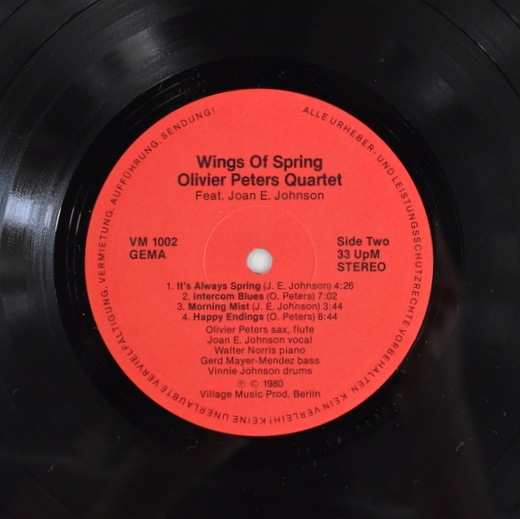 ALLE URHEBER- UND LEISTUNGSSCHUTZRECHTE VORBEHALTEN. KEIN VERLEIH! KEINE UNERLAUBTE VERVIELFÄLTIGUNG, VERMIETUNG, AUFFÜHRUNG, SENDUNG!
Wings Of Spring
Olivier Peters Quartet
Feat. Joan E. Johnson
VM 1002
GEMA
Side Two
33 UpM
STEREO
1. It's Always Spring (J. E. Johnson) 4:26
2. Intercom Blues (O. Peters) 7:02
3. Morning Mist (J. E. Johnson) 3:44
4. Happy Endings (O. Peters) 8:44
Olivier Peters sax, flute
Joan E. Johnson vocal
Walter Norris piano
Gerd Mayer-Mendez bass
Vinnie Johnson drums
Ⓟ © 1980
Village Music Prod. Berlin